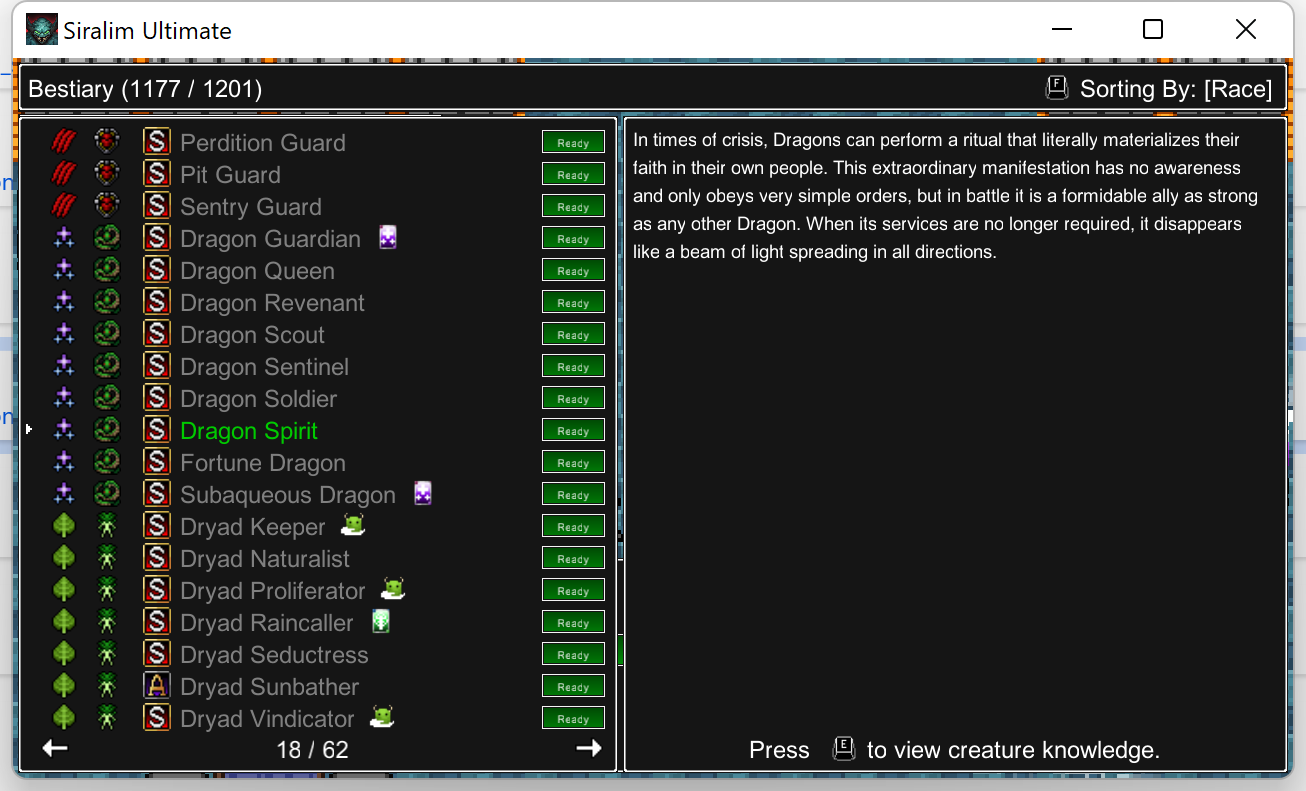 Siralim Ultimate
Bestiary (1177 / 1201)
F Sorting By: [Race]
S Perdition Guard Ready
S Pit Guard Ready
S Sentry Guard Ready
S Dragon Guardian Ready
S Dragon Queen Ready
S Dragon Revenant Ready
S Dragon Scout Ready
S Dragon Sentinel Ready
S Dragon Soldier Ready
S Dragon Spirit Ready
S Fortune Dragon Ready
S Subaqueous Dragon Ready
S Dryad Keeper Ready
S Dryad Naturalist Ready
S Dryad Proliferator Ready
S Dryad Raincaller Ready
S Dryad Seductress Ready
A Dryad Sunbather Ready
S Dryad Vindicator Ready
18 / 62
In times of crisis, Dragons can perform a ritual that literally materializes their
faith in their own people. This extraordinary manifestation has no awareness
and only obeys very simple orders, but in battle it is a formidable ally as strong
as any other Dragon. When its services are no longer required, it disappears
like a beam of light spreading in all directions.
Press E to view creature knowledge.